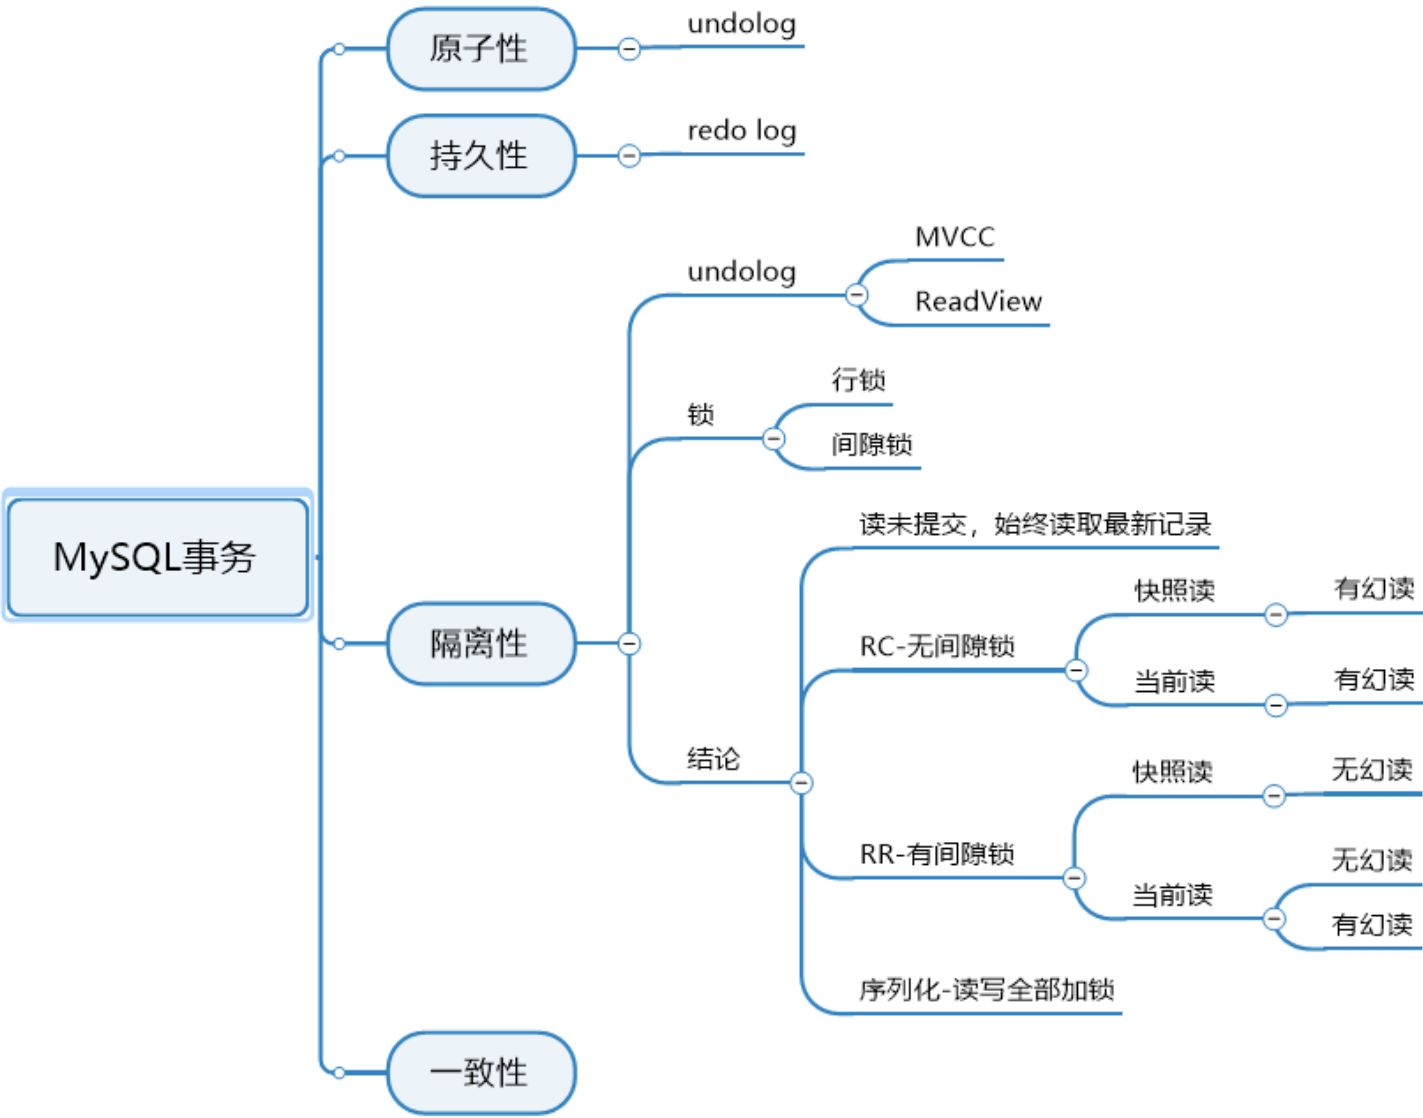 MySQL事务
原子性
undolog
持久性
redo log
隔离性
undolog
MVCC
ReadView
锁
行锁
间隙锁
结论
读未提交，始终读取最新记录
RC-无间隙锁
快照读
有幻读
当前读
有幻读
RR-有间隙锁
快照读
无幻读
当前读
无幻读
有幻读
序列化-读写全部加锁
一致性